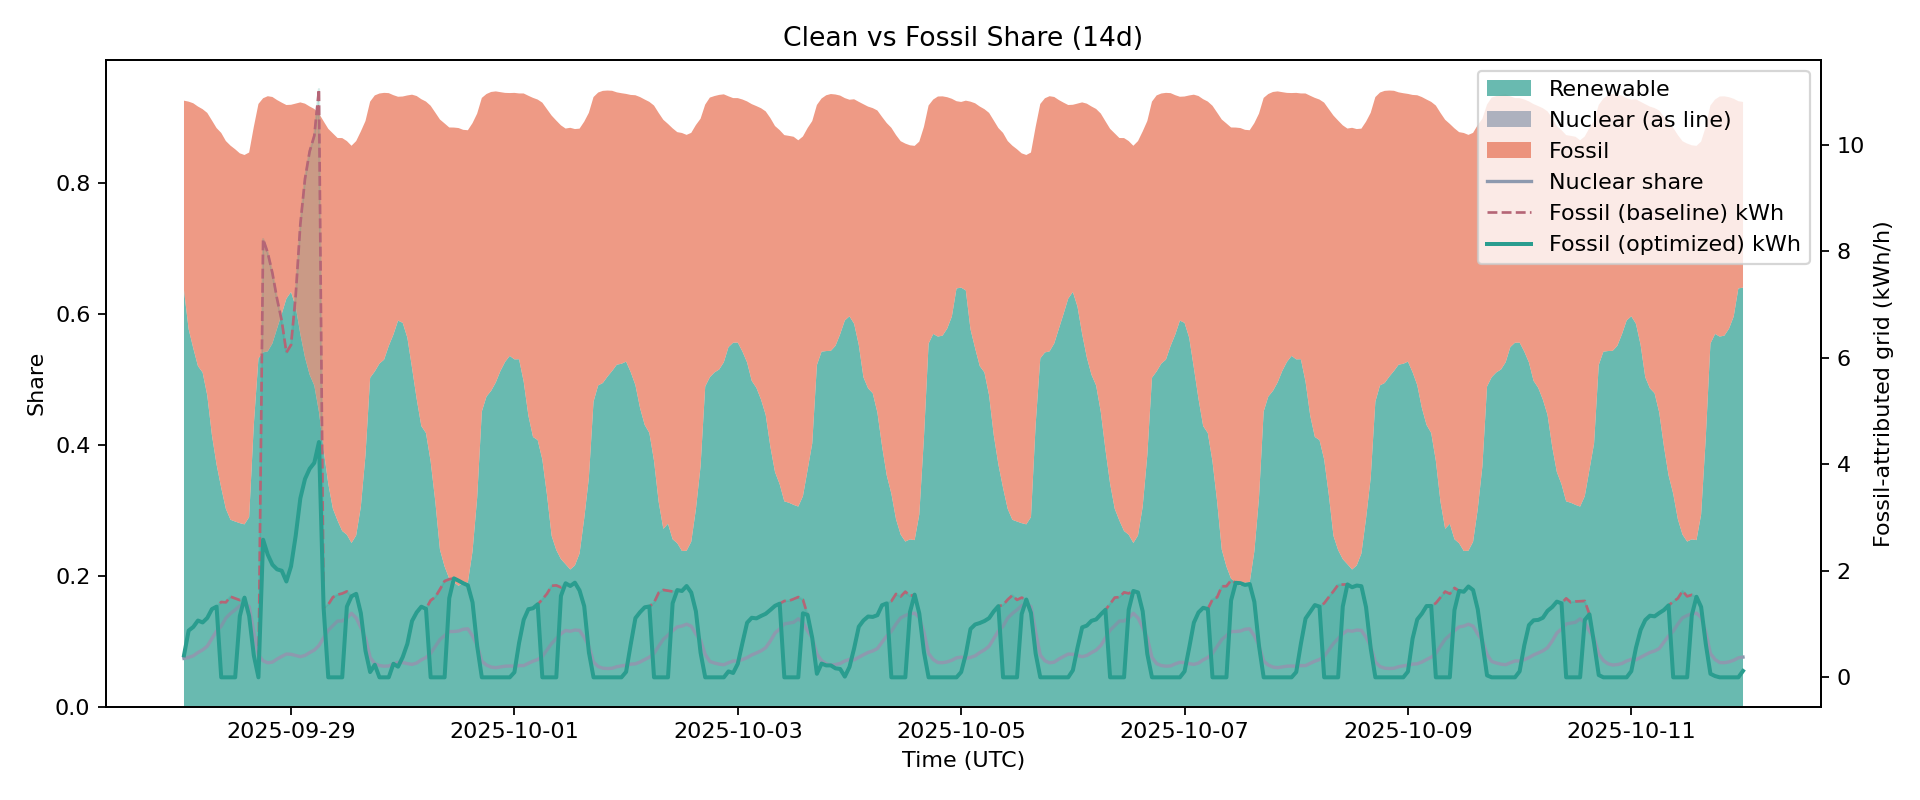 Clean vs Fossil Share (14d)
Renewable
Nuclear (as line)
Fossil
Nuclear share
Fossil (baseline) kWh
Fossil (optimized) kWh
Share
0.8
0.6
0.4
0.2
0.0
10
8
6
4
2
0
Fossil-attributed grid (kWh/h)
2025-09-29 2025-10-01 2025-10-03 2025-10-05 2025-10-07 2025-10-09 2025-10-11
Time (UTC)